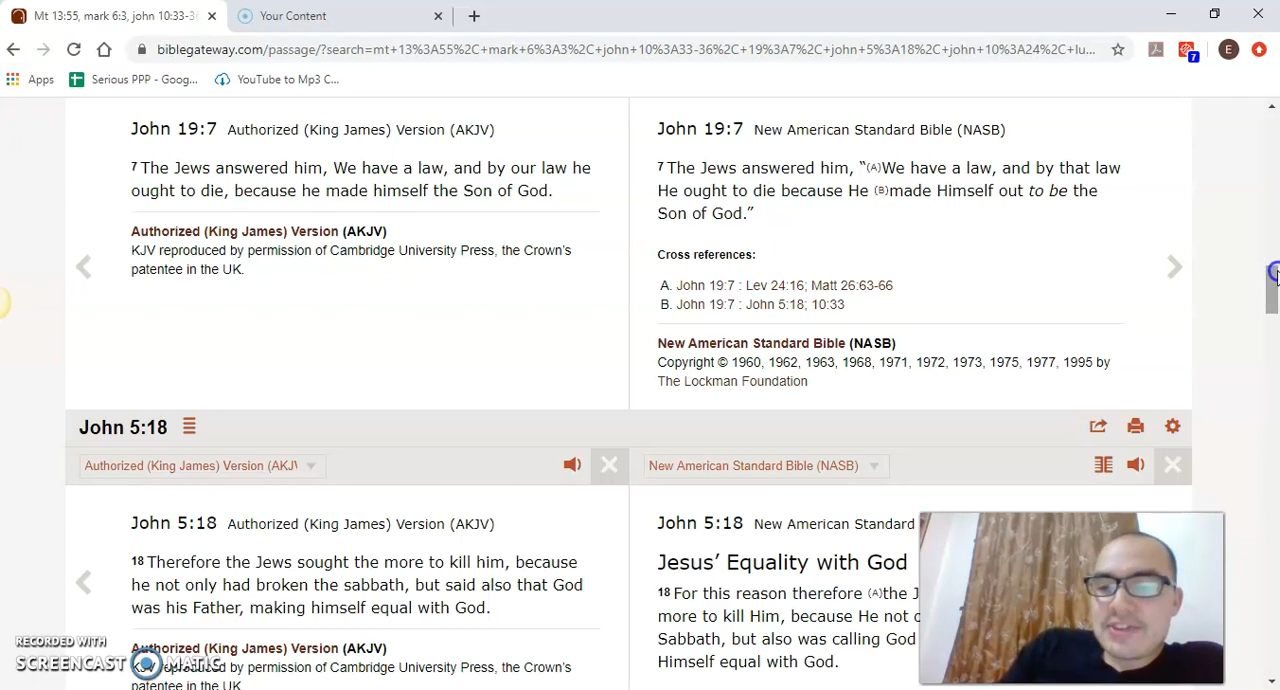 Mt 13:55, mark 6:3, john 10:33-3
Your Content
biblegateway.com/passage/?search=mt+13%3A55%2C+mark+6%3A3%2C+john+10%3A33-36%2C+19%3A7%2C+john+5%3A18%2C+john+10%3A24%2C+lu...
E
7
Apps
Serious PPP - Goog...
YouTube to Mp3 C...
John 19:7 Authorized (King James) Version (AKJV)
7 The Jews answered him, We have a law, and by our law he
ought to die, because he made himself the Son of God.
Authorized (King James) Version (AKJV)
KJV reproduced by permission of Cambridge University Press, the Crown's
patentee in the UK.
John 19:7 New American Standard Bible (NASB)
7 The Jews answered him, “(A)We have a law, and by that law
He ought to die because He (B)made Himself out to be the
Son of God.”
Cross references:
A. John 19:7 : Lev 24:16; Matt 26:63-66
B. John 19:7 : John 5:18; 10:33
New American Standard Bible (NASB)
Copyright © 1960, 1962, 1963, 1968, 1971, 1972, 1973, 1975, 1977, 1995 by
The Lockman Foundation
John 5:18
Authorized (King James) Version (AKJV
New American Standard Bible (NASB)
John 5:18 Authorized (King James) Version (AKJV)
18 Therefore the Jews sought the more to kill him, because
he not only had broken the sabbath, but said also that God
was his Father, making himself equal with God.
Authorized (King James) Version (AKJV)
KJV reproduced by permission of Cambridge University Press, the Crown's
patentee in the UK.
John 5:18 New American Standard
Jesus’ Equality with God
18 For this reason therefore (A)the J
more to kill Him, because He not o
Sabbath, but also was calling God
Himself equal with God.
RECORDED WITH
SCREENCAST MATIC